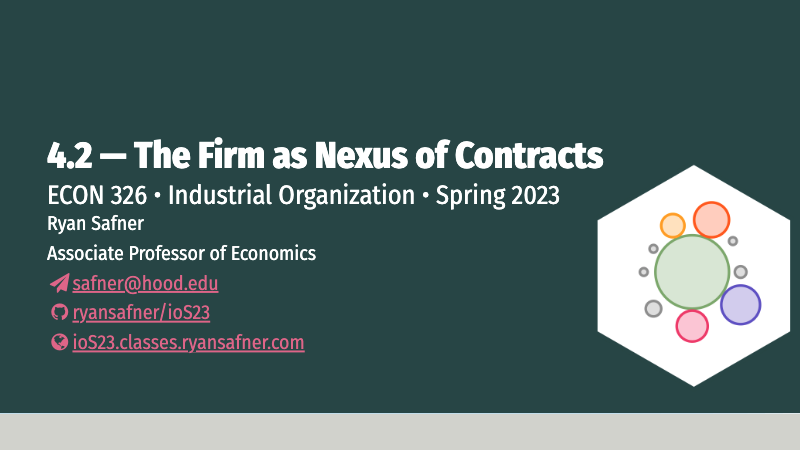 4.2 — The Firm as Nexus of Contracts
ECON 326 • Industrial Organization • Spring 2023
Ryan Safner
Associate Professor of Economics
safner@hood.edu
ryansafner/ioS23
ioS23.classes.ryansafner.com